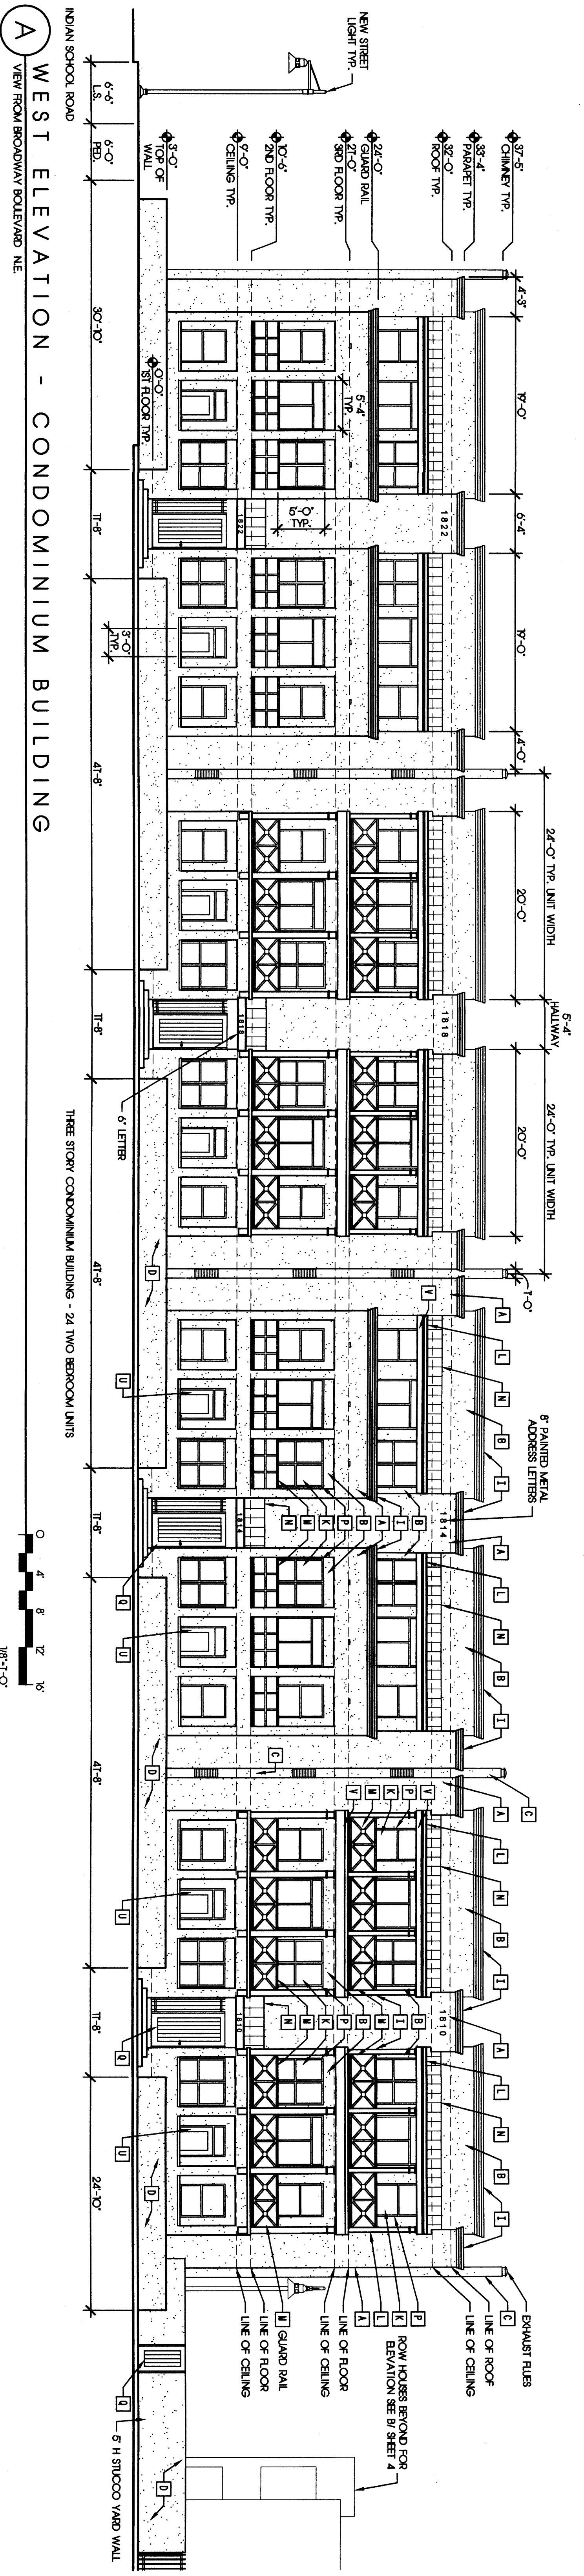 NEW STREET
LIGHT TYP.
37'-5"
CHIMNEY TYP.
33'-4"
PARAPET TYP.
32'-0"
ROOF TYP.
24'-0"
GUARD RAIL
21'-0"
3RD FLOOR TYP.
10'-6"
2ND FLOOR TYP.
9'-0"
CEILING TYP.
3'-0"
TOP OF
WALL
0'-0"
1ST FLOOR TYP.
4'-3"
19'-0"
6'-4"
19'-0"
4'-0"
24'-0" TYP. UNIT WIDTH
20'-0"
5'-4"
HALLWAY
24'-0" TYP. UNIT WIDTH
20'-0"
1'-0"
5'-4"
TYP.
5'-0"
TYP.
3'-0"
TYP.
1822
1822
1818
1818
6" LETTER
8" PAINTED METAL
ADDRESS LETTERS
1814
1814
1810
1810
V
A
L
N
B
I
B
I
A
B
P
K
M
N
A
L
N
B
I
C
C
A
V
P
K
M
V
L
N
B
I
B
I
M
B
P
K
M
N
A
L
N
B
I
D
U
Q
U
D
U
Q
U
D
EXHAUST FLUES
C
LINE OF ROOF
LINE OF CEILING
P
K
L
A
ROW HOUSES BEYOND FOR
ELEVATION SEE B/ SHEET 4
LINE OF FLOOR
LINE OF CEILING
M GUARD RAIL
LINE OF FLOOR
LINE OF CEILING
Q
D
5' H STUCCO YARD WALL
6'-6"
L.S.
6'-0"
PED.
30'-10"
11'-8"
47'-8"
11'-8"
47'-8"
11'-8"
47'-8"
11'-8"
24'-10"
INDIAN SCHOOL ROAD
THREE STORY CONDOMINIUM BUILDING - 24 TWO BEDROOM UNITS
A
WEST ELEVATION - CONDOMINIUM BUILDING
VIEW FROM BROADWAY BOULEVARD N.E.
0 4' 8' 12' 16'
1/8"=1'-0"